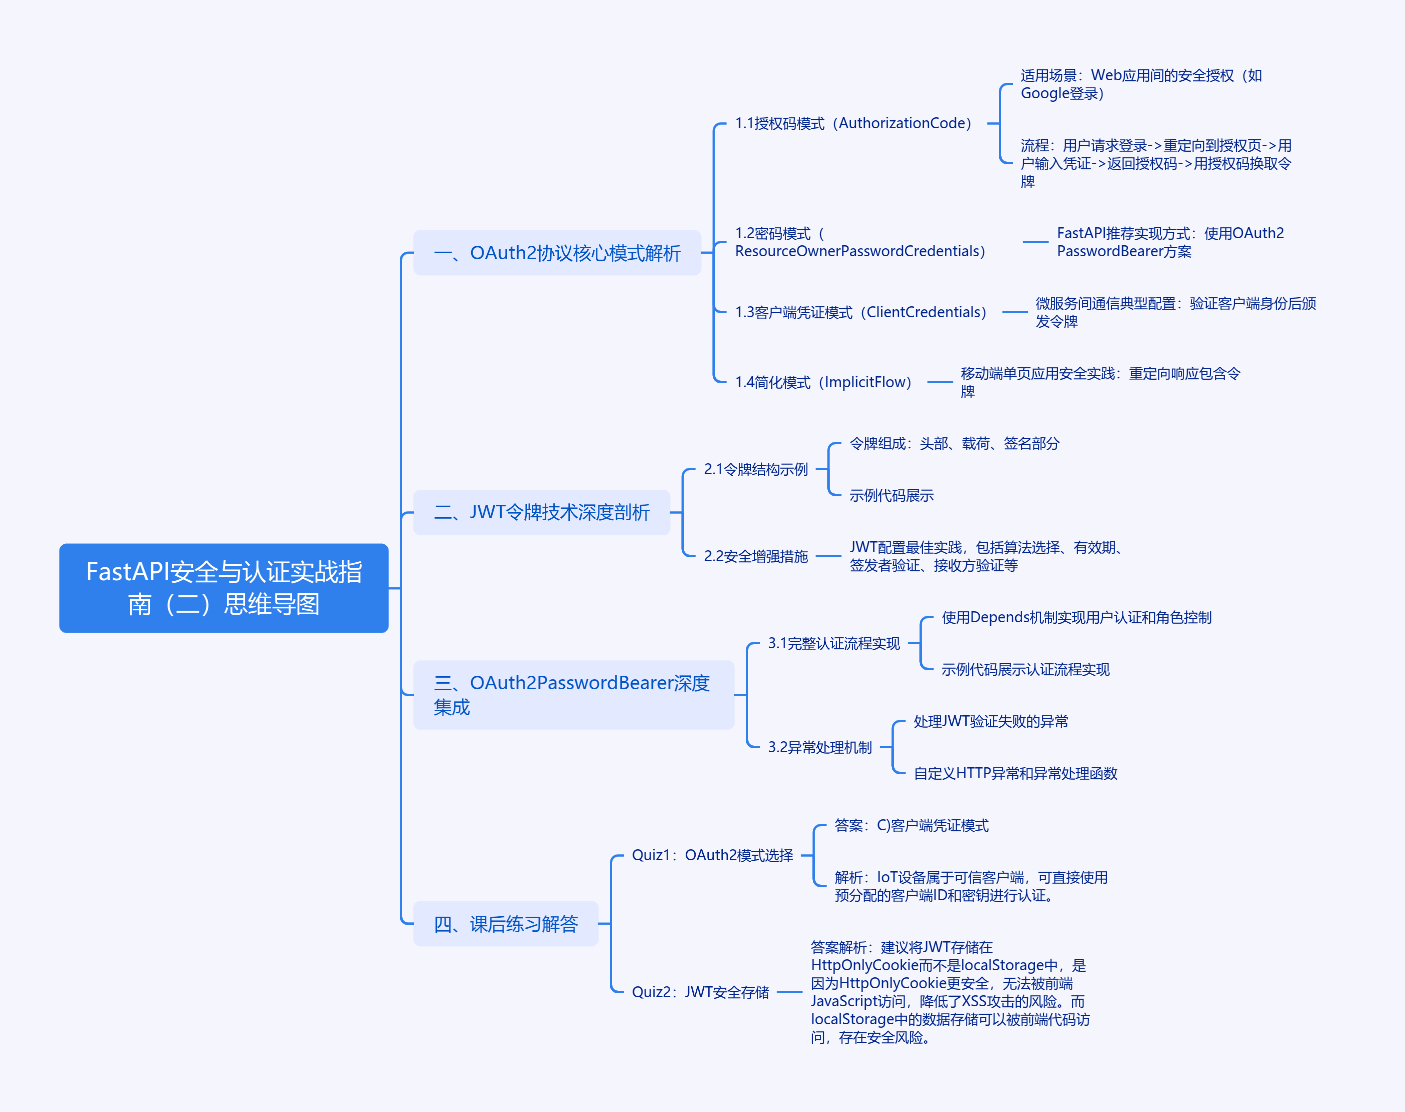 FastAPI安全与认证实战指
南（二）思维导图
一、OAuth2协议核心模式解析
1.1授权码模式（AuthorizationCode）
适用场景：Web应用间的安全授权（如
Google登录）
流程：用户请求登录->重定向到授权页->用
户输入凭证->返回授权码->用授权码换取令
牌
1.2密码模式（
ResourceOwnerPasswordCredentials）
FastAPI推荐实现方式：使用OAuth2
PasswordBearer方案
1.3客户端凭证模式（ClientCredentials）
微服务间通信典型配置：验证客户端身份后颁
发令牌
1.4简化模式（ImplicitFlow）
移动端单页应用安全实践：重定向响应包含令
牌
二、JWT令牌技术深度剖析
2.1令牌结构示例
令牌组成：头部、载荷、签名部分
示例代码展示
2.2安全增强措施
JWT配置最佳实践，包括算法选择、有效期、
签发者验证、接收方验证等
三、OAuth2PasswordBearer深度
集成
3.1完整认证流程实现
使用Depends机制实现用户认证和角色控制
示例代码展示认证流程实现
3.2异常处理机制
处理JWT验证失败的异常
自定义HTTP异常和异常处理函数
四、课后练习解答
Quiz1：OAuth2模式选择
答案：C)客户端凭证模式
解析：IoT设备属于可信客户端，可直接使用
预分配的客户端ID和密钥进行认证。
Quiz2：JWT安全存储
答案解析：建议将JWT存储在
HttpOnlyCookie而不是localStorage中，是
因为HttpOnlyCookie更安全，无法被前端
JavaScript访问，降低了XSS攻击的风险。而
localStorage中的数据存储可以被前端代码访
问，存在安全风险。